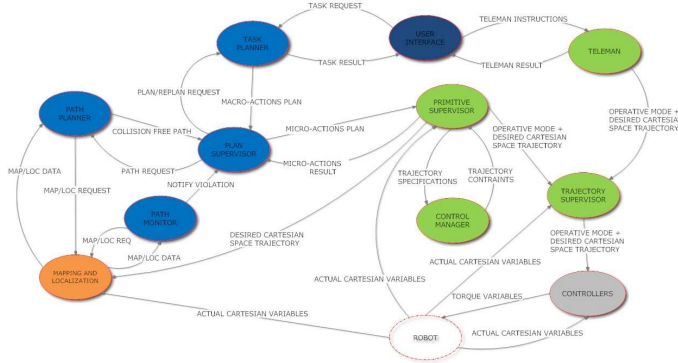 TASK REQUEST
TELEMAN INSTRUCTIONS
TASK
PLANNER
USER
INTERFACE
TELEMAN
TASK RESULT
TELEMAN RESULT
PLAN/REPLAN REQUEST
MACRO-ACTIONS PLAN
PATH
PLANNER
PRIMITIVE
SUPERVISOR
OPERATIVE MODE +
DESIRED CARTESIAN
SPACE TRAJECTORY
COLLISION FREE PATH
MICRO-ACTIONS PLAN
OPERATIVE MODE +
DESIRED CARTESIAN
SPACE TRAJECTORY
PLAN
SUPERVISOR
MAP/LOC DATA
PATH REQUEST
MICRO-ACTIONS
RESULT
TRAJECTORY
SPECIFICATIONS
TRAJECTORY
CONTRAINTS
MAP/LOC REQUEST
NOTIFY VIOLATION
TRAJECTORY
SUPERVISOR
PATH
MONITOR
CONTROL
MANAGER
MAP/LOC REQ
DESIRED CARTESIAN
SPACE TRAJECTORY
OPERATIVE MODE +
DESIRED CARTESIAN
SPACE TRAJECTORY
MAP/LOC DATA
MAPPING AND
LOCALIZATION
ACTUAL CARTESIAN
VARIABLES
ACTUAL CARTESIAN VARIABLES
TORQUE VARIABLES
CONTROLLERS
ACTUAL CARTESIAN VARIABLES
ROBOT
ACTUAL CARTESIAN VARIABLES